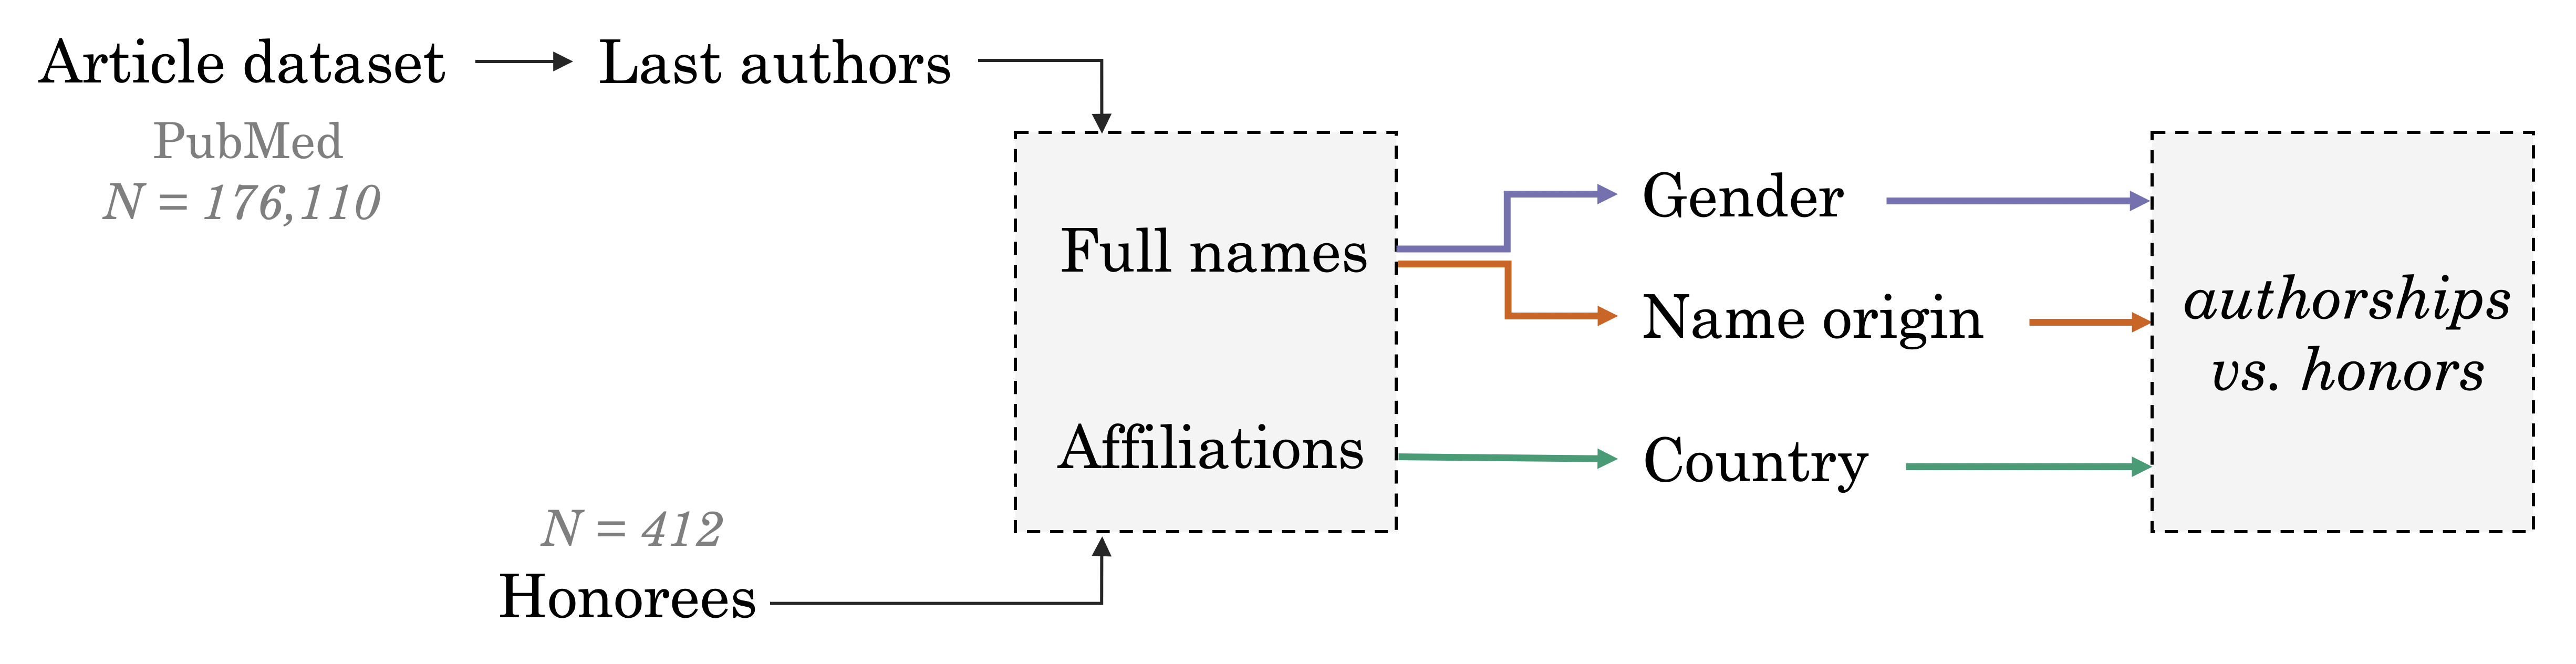 Article dataset
Last authors
PubMed
N = 176,110
Full names
Affiliations
N = 412
Honorees
Gender
Name origin
Country
authorships
vs. honors